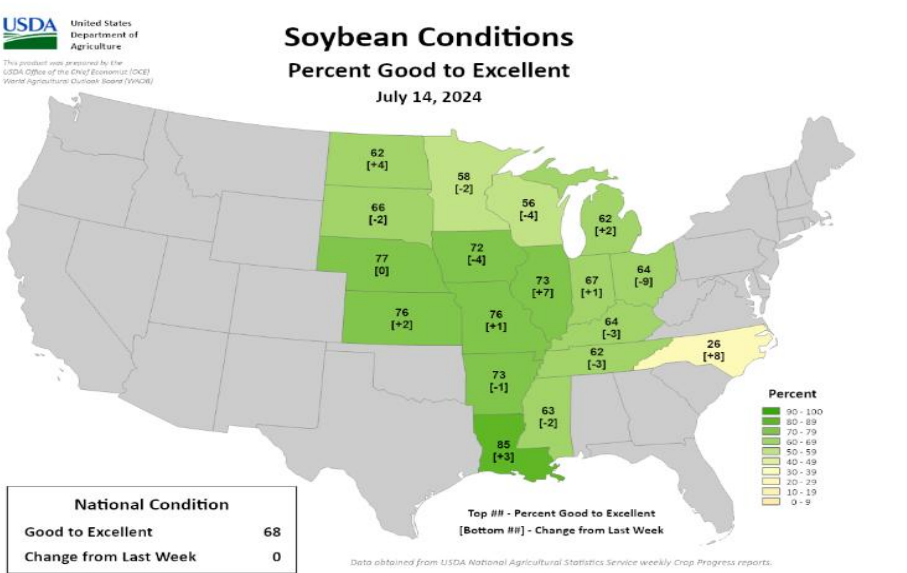 USDA
United States
Department of
Agriculture
This product was prepared by the
USDA Office of the Chief Economist (OCE)
World Agricultural Outlook Board (WAOB)
Soybean Conditions
Percent Good to Excellent
July 14, 2024
62
[+4]
58
[-2]
66
[-2]
56
[-4]
62
[+2]
77
[0]
72
[-4]
73
[+7]
67
[+1]
64
[-9]
76
[+2]
76
[+1]
64
[-3]
62
[-3]
26
[+8]
73
[-1]
63
[-2]
85
[+3]
Percent
90 - 100
80 - 89
70 - 79
60 - 69
50 - 59
40 - 49
30 - 39
20 - 29
10 - 19
0 - 9
National Condition
Good to Excellent 68
Change from Last Week 0
Top ## - Percent Good to Excellent
[Bottom ##] - Change from Last Week
Data obtained from USDA National Agricultural Statistics Service weekly Crop Progress reports.